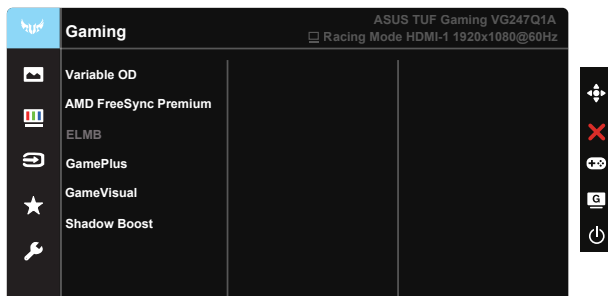 Gaming
ASUS TUF Gaming VG247Q1A
Racing Mode HDMI-1 1920x1080@60Hz
Variable OD
AMD FreeSync Premium
ELMB
GamePlus
GameVisual
Shadow Boost
G